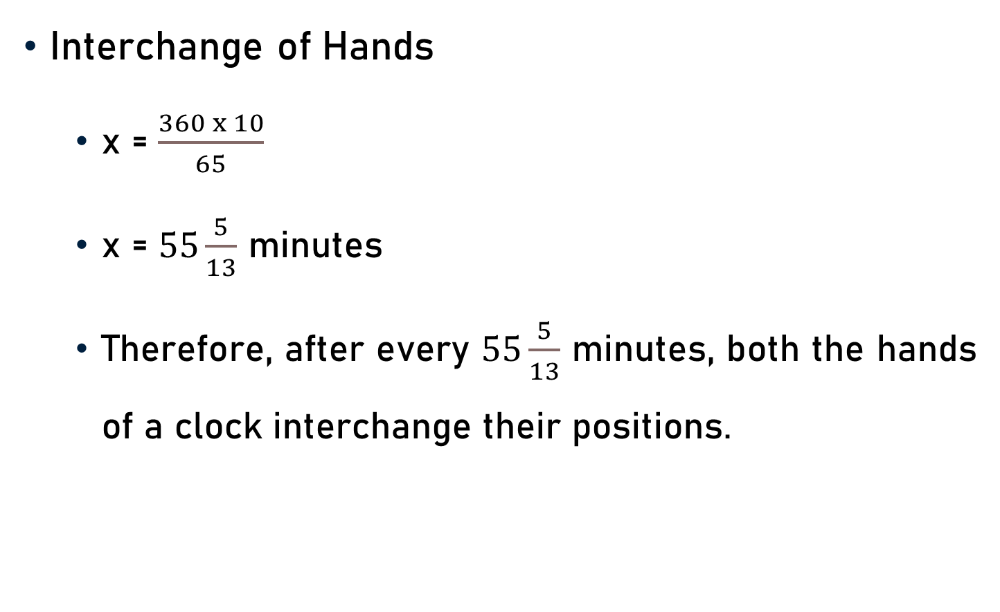 • Interchange of Hands
• x = \frac{360 x 10}{65}
• x = 55\frac{5}{13} minutes
• Therefore, after every 55\frac{5}{13} minutes, both the hands
of a clock interchange their positions.